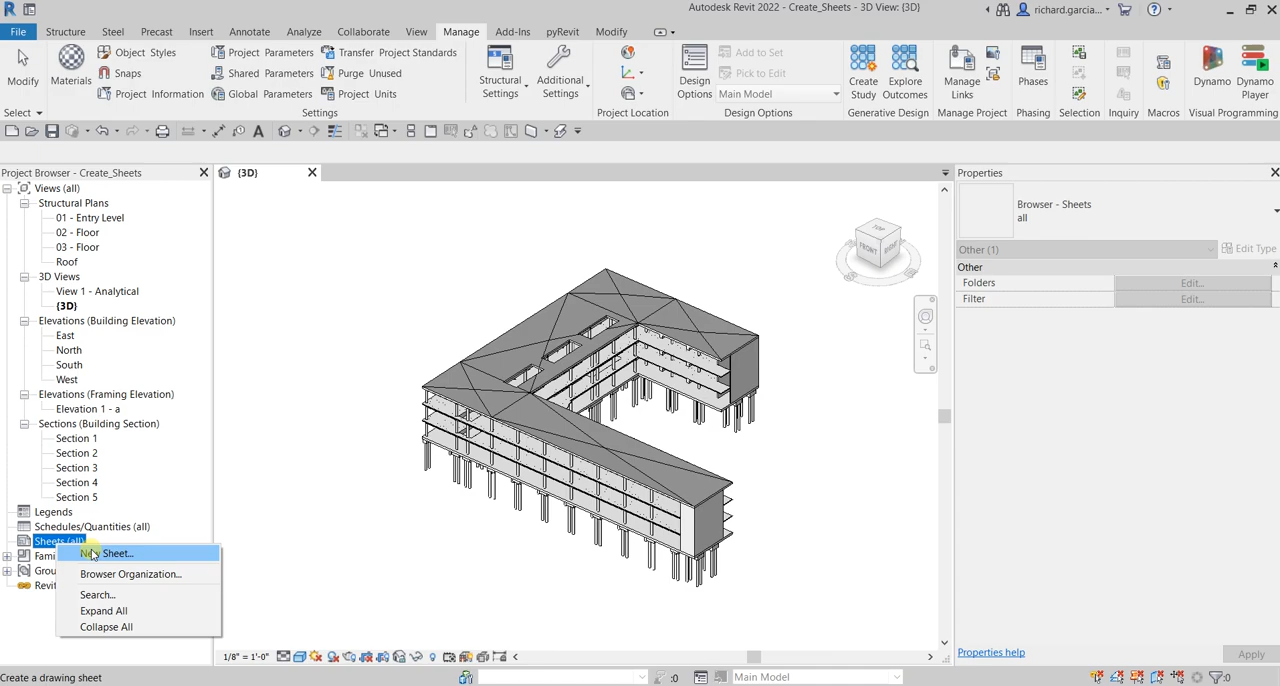 Autodesk Revit 2022 - Create_Sheets - 3D View: {3D}
richard.garcia...
File Structure Steel Precast Insert Annotate Analyze Collaborate View Manage Add-Ins pyRevit Modify
Modify
Materials
Object Styles
Snaps
Project Information
Project Parameters
Shared Parameters
Global Parameters
Transfer Project Standards
Purge Unused
Project Units
Structural Settings
Additional Settings
Design Options
Add to Set
Pick to Edit
Main Model
Create Study
Explore Outcomes
Manage Links
Phases
Dynamo
Dynamo Player
Select
Settings
Project Location
Design Options
Generative Design
Manage Project
Phasing
Selection
Inquiry
Macros
Visual Programming
Project Browser - Create_Sheets
{3D}
Properties
Views (all)
Structural Plans
01 - Entry Level
02 - Floor
03 - Floor
Roof
3D Views
View 1 - Analytical
{3D}
Elevations (Building Elevation)
East
North
South
West
Elevations (Framing Elevation)
Elevation 1 - a
Sections (Building Section)
Section 1
Section 2
Section 3
Section 4
Section 5
Legends
Schedules/Quantities (all)
Sheets (all)
Fami
Grou
Revit
Sheet...
Browser Organization...
Search...
Expand All
Collapse All
TOP
FRONT
RIGHT
Browser - Sheets
all
Other (1)
Edit Type
Other
Folders Edit...
Filter Edit...
Properties help
Apply
1/8" = 1'-0"
Create a drawing sheet
:0
Main Model
:0